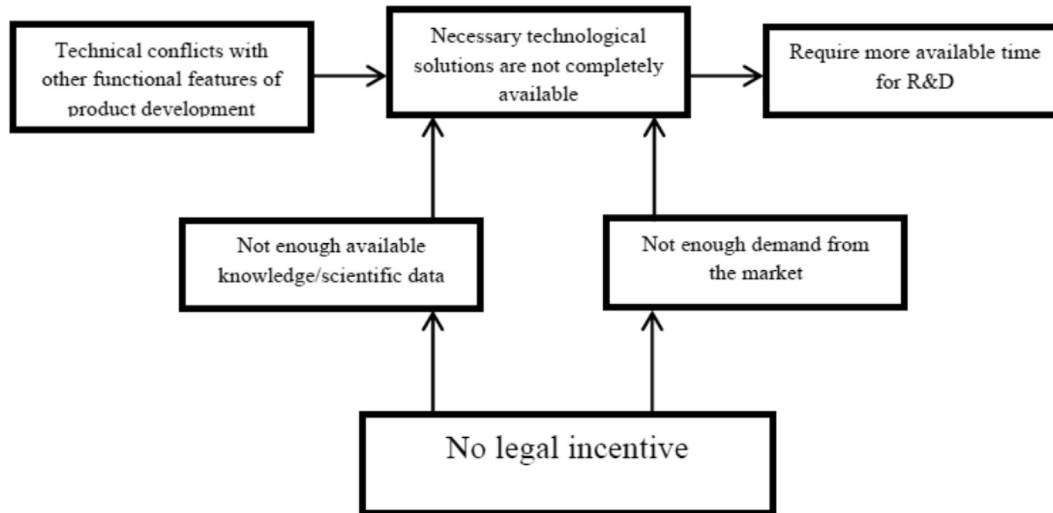 Technical conflicts with
other functional features of
product development
Necessary technological
solutions are not completely
available
Require more available time
for R&D
Not enough available
knowledge/scientific data
Not enough demand from
the market
No legal incentive